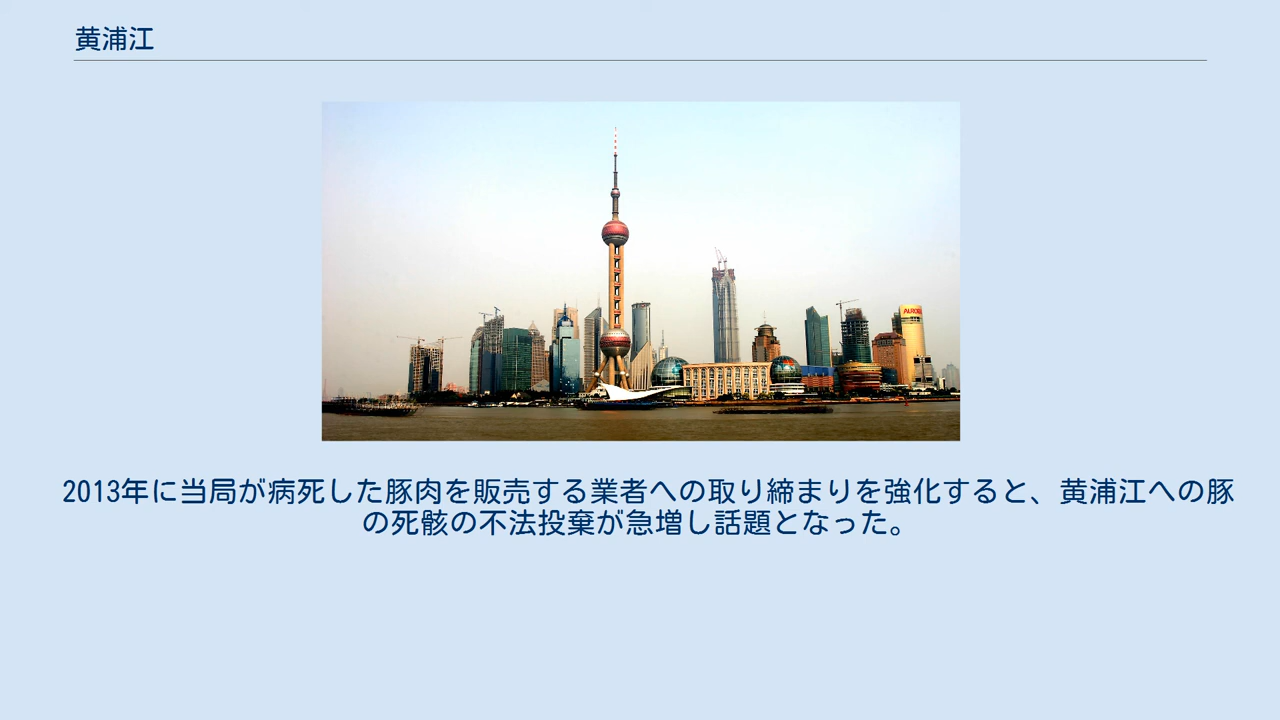 黄浦江
AURORA
2013年に当局が病死した豚肉を販売する業者への取り締まりを強化すると、黄浦江への豚
の死骸の不法投棄が急増し話題となった。